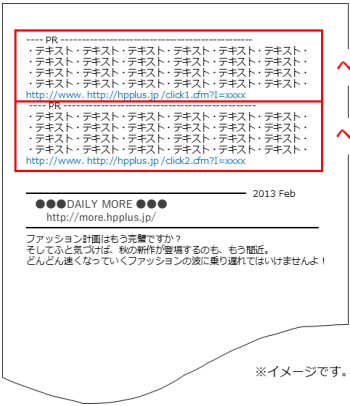 ---- PR ------------------------------------------------
・テキスト・テキスト・テキスト・テキスト・テキスト・テキスト・
・テキスト・テキスト・テキスト・テキスト・テキスト・テキスト・
・テキスト・テキスト・テキスト・テキスト・テキスト・テキスト・
・テキスト・テキスト・テキスト・テキスト・テキスト・テキスト・
http://www. http://hpplus.jp /click1.cfm?I=xxxx
---- PR ------------------------------------------------
・テキスト・テキスト・テキスト・テキスト・テキスト・テキスト・
・テキスト・テキスト・テキスト・テキスト・テキスト・テキスト・
・テキスト・テキスト・テキスト・テキスト・テキスト・テキスト・
・テキスト・テキスト・テキスト・テキスト・テキスト・テキスト・
http://www. http://hpplus.jp /click2.cfm?I=xxxx
2013 Feb
●●●DAILY MORE ●●●
http://more.hpplus.jp/
ファッション計画はもう完璧ですか？
そしてふと気づけば、秋の新作が登場するのも、もう間近。
どんどん速くなっていくファッションの波に乗り遅れてはいけませんよ！
※イメージです。